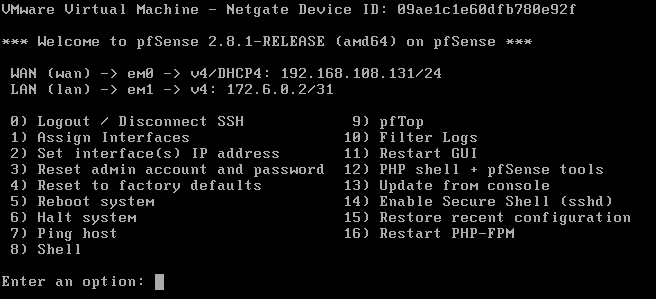 VMware Virtual Machine - Netgate Device ID: 09ae1c1e60dfb780e92f
*** Welcome to pfSense 2.8.1-RELEASE (amd64) on pfSense ***
WAN (wan) -> em0 -> v4/DHCP4: 192.168.108.131/24
LAN (lan) -> em1 -> v4: 172.6.0.2/31
0) Logout / Disconnect SSH 9) pfTop
1) Assign Interfaces 10) Filter Logs
2) Set interface(s) IP address 11) Restart GUI
3) Reset admin account and password 12) PHP shell + pfSense tools
4) Reset to factory defaults 13) Update from console
5) Reboot system 14) Enable Secure Shell (sshd)
6) Halt system 15) Restore recent configuration
7) Ping host 16) Restart PHP-FPM
8) Shell
Enter an option: